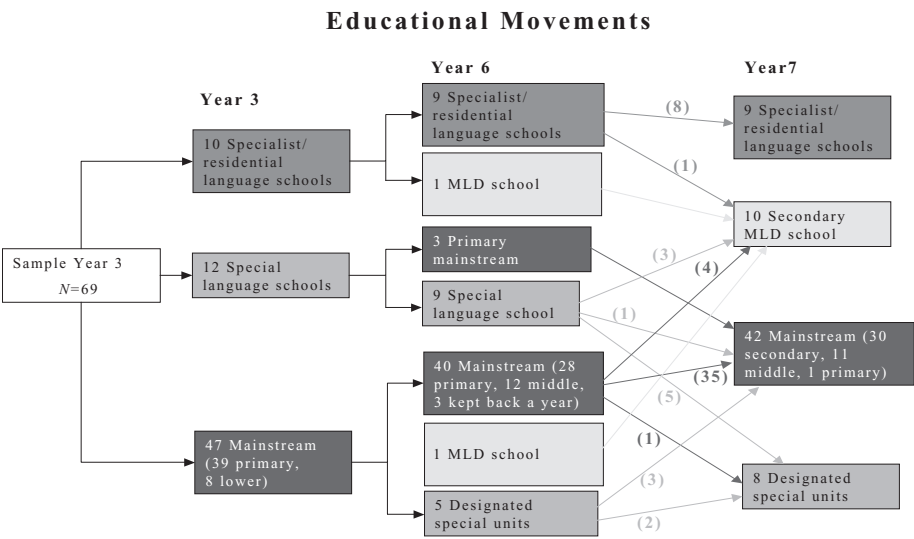 Educational Movements
Year 3
Year 6
Year7
Sample Year 3
N=69
10 Specialist/
residential
language schools
12 Special
language schools
47 Mainstream
(39 primary,
8 lower)
9 Specialist/
residential
language schools
1 MLD school
3 Primary
mainstream
9 Special
language school
40 Mainstream (28
primary, 12 middle,
3 kept back a year)
1 MLD school
5 Designated
special units
(8)
(1)
(3)
(4)
(1)
(35)
(5)
(1)
(3)
(2)
9 Specialist/
residential
language schools
10 Secondary
MLD school
42 Mainstream (30
secondary, 11
middle, 1 primary)
8 Designated
special units